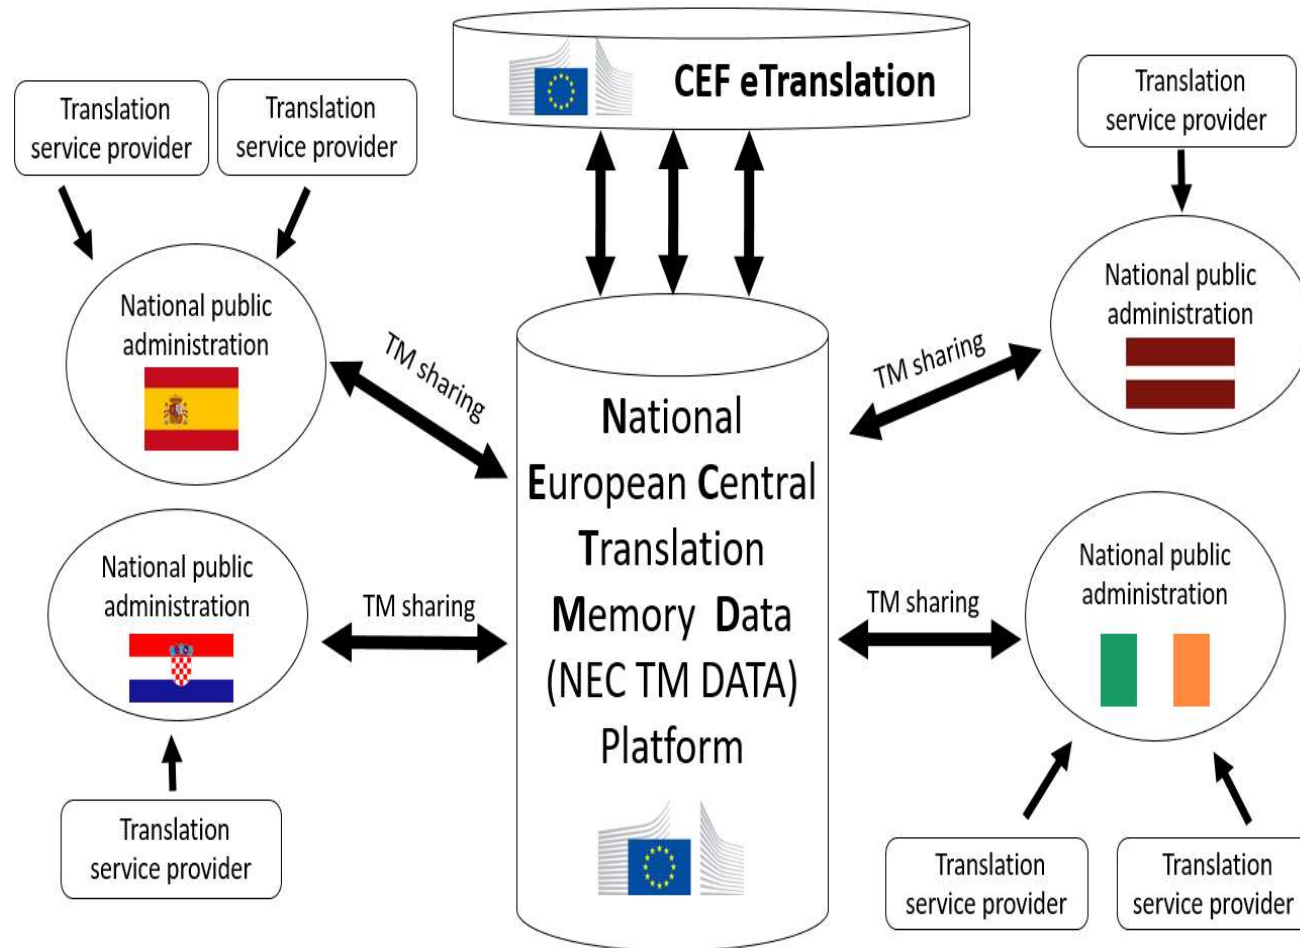 CEF eTranslation
Translation
service provider
Translation
service provider
Translation
service provider
National public
administration
National public
administration
TM sharing
TM sharing
National
European Central
Translation
Memory Data
(NEC TM DATA)
Platform
National public
administration
TM sharing
National public
administration
TM sharing
Translation
service provider
Translation
service provider
Translation
service provider